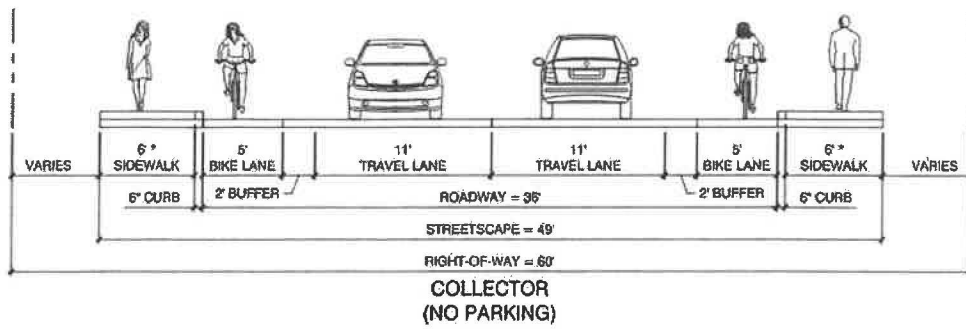 VARIES
6' *
SIDEWALK
5'
BIKE LANE
11'
TRAVEL LANE
11'
TRAVEL LANE
5'
BIKE LANE
6' *
SIDEWALK
VARIES
6" CURB
2' BUFFER
ROADWAY = 36'
2' BUFFER
6" CURB
STREETSCAPE = 49'
RIGHT-OF-WAY = 60'
COLLECTOR
(NO PARKING)